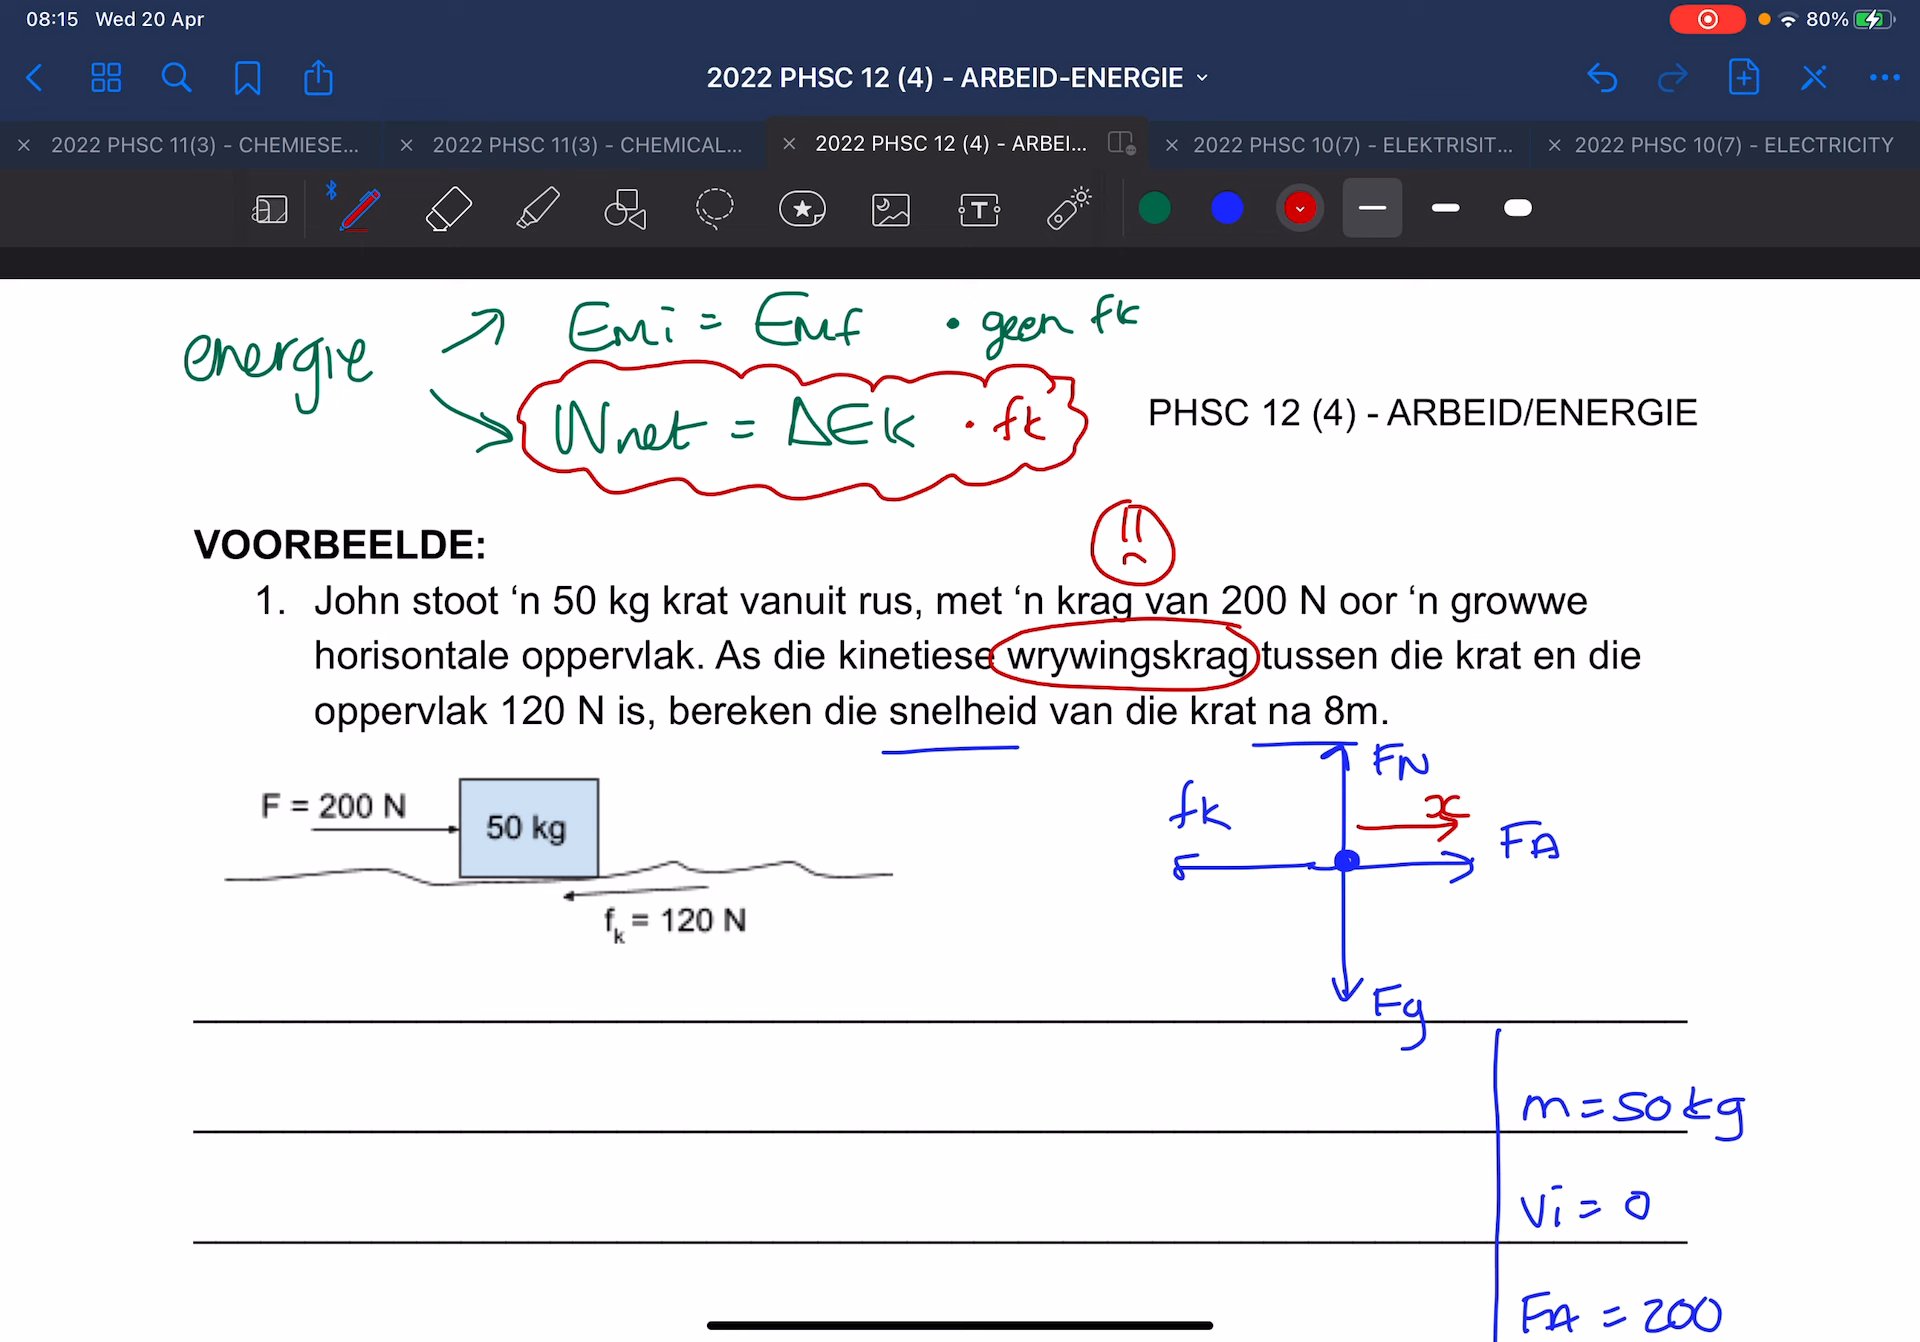 08:15 Wed 20 Apr
80%
2022 PHSC 12 (4) - ARBEID-ENERGIE
2022 PHSC 11(3) - CHEMIESE...
2022 PHSC 11(3) - CHEMICAL...
2022 PHSC 12 (4) - ARBEI...
2022 PHSC 10(7) - ELEKTRISIT...
2022 PHSC 10(7) - ELECTRICITY
T
energie
EMi = EMf • geen fk
Wnet = ΔEK • fk
PHSC 12 (4) - ARBEID/ENERGIE
VOORBEELDE:
1. John stoot ‘n 50 kg krat vanuit rus, met ‘n krag van 200 N oor ‘n growwe
horisontale oppervlak. As die kinetiese wrywingskrag tussen die krat en die
oppervlak 120 N is, bereken die snelheid van die krat na 8m.
F = 200 N
50 kg
fk = 120 N
FN
fk
x
FA
Fg
m = 50 kg
vi = 0
FA = 200